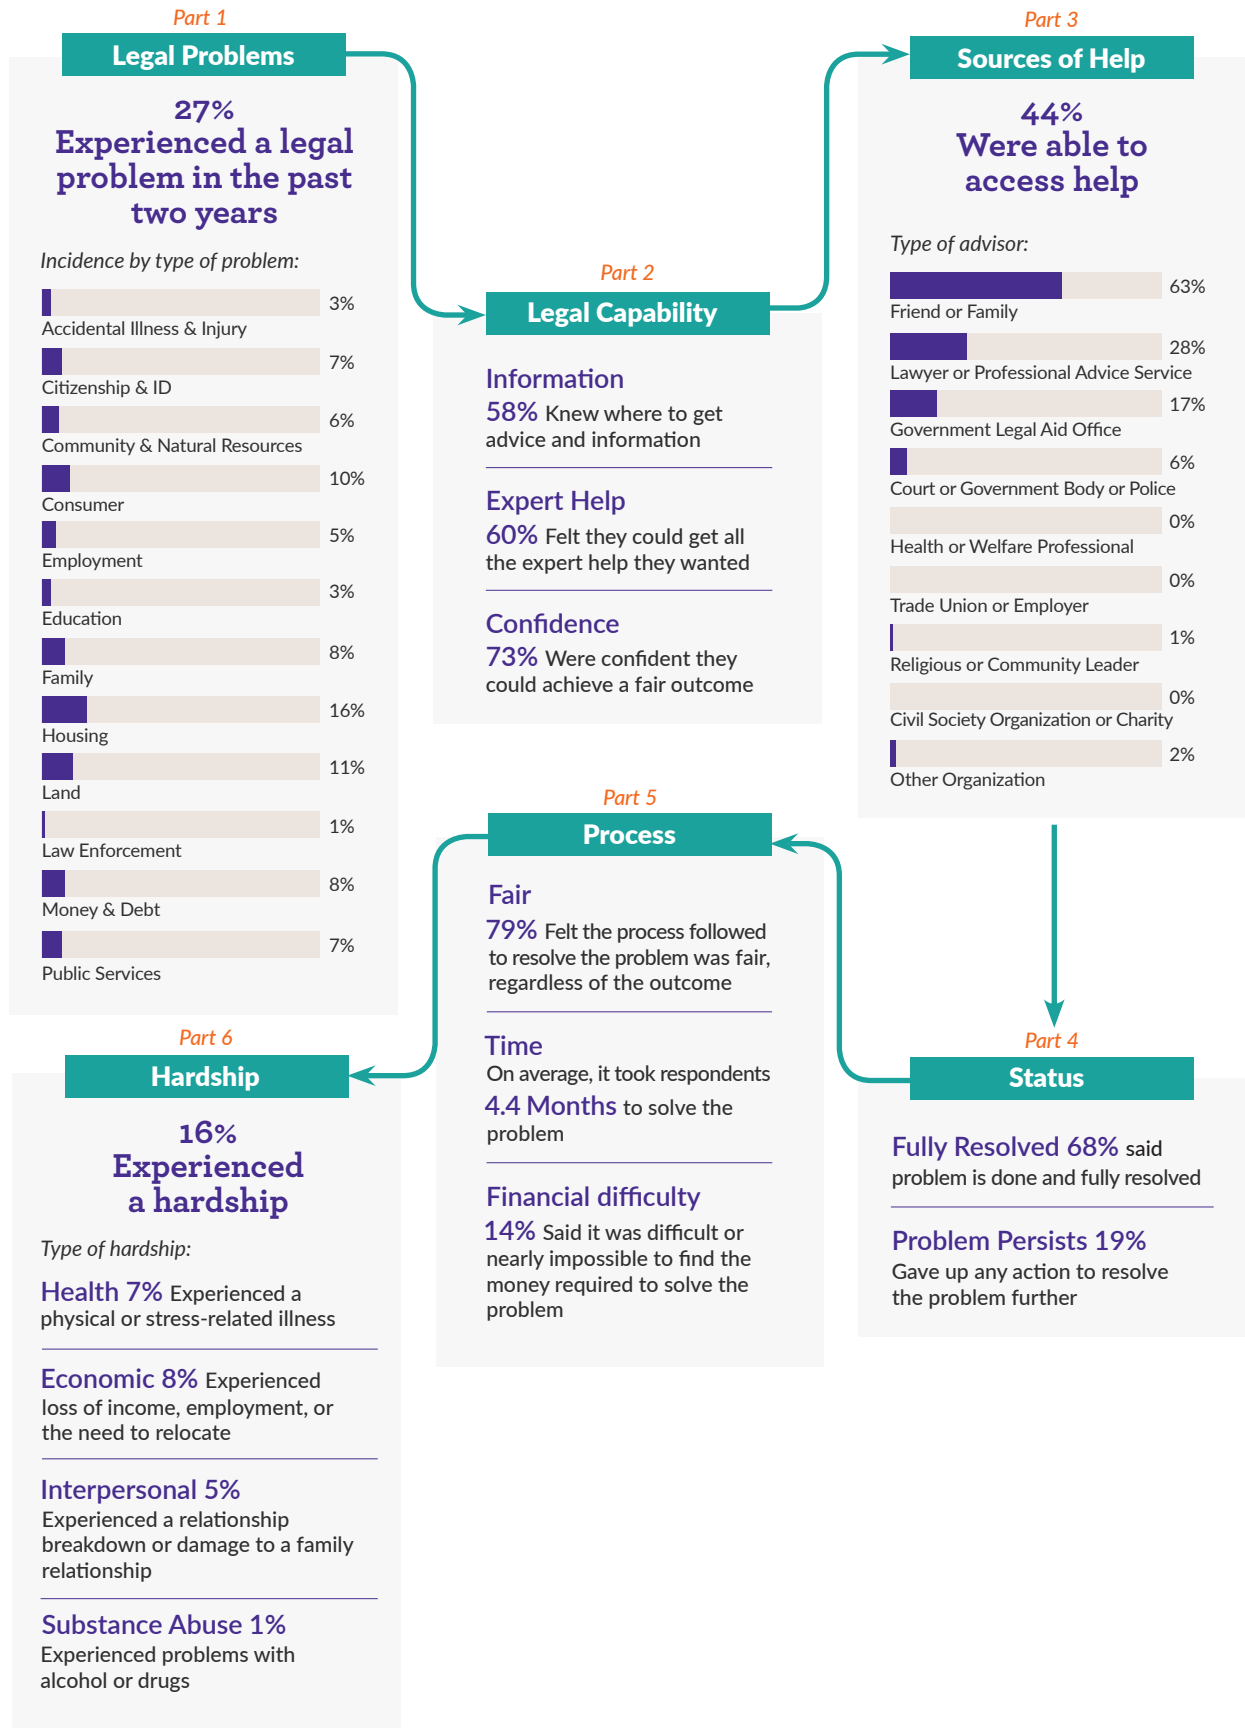 Part 1
Legal Problems
27%
Experienced a legal
problem in the past
two years
Incidence by type of problem:
3%
Accidental Illness & Injury
7%
Citizenship & ID
6%
Community & Natural Resources
10%
Consumer
5%
Employment
3%
Education
8%
Family
16%
Housing
11%
Land
1%
Law Enforcement
8%
Money & Debt
7%
Public Services
Part 2
Legal Capability
Information
58% Knew where to get
advice and information
Expert Help
60% Felt they could get all
the expert help they wanted
Confidence
73% Were confident they
could achieve a fair outcome
Part 3
Sources of Help
44%
Were able to
access help
Type of advisor:
63%
Friend or Family
28%
Lawyer or Professional Advice Service
17%
Government Legal Aid Office
6%
Court or Government Body or Police
0%
Health or Welfare Professional
0%
Trade Union or Employer
1%
Religious or Community Leader
0%
Civil Society Organization or Charity
2%
Other Organization
Part 4
Status
Fully Resolved 68% said
problem is done and fully resolved
Problem Persists 19%
Gave up any action to resolve
the problem further
Part 5
Process
Fair
79% Felt the process followed
to resolve the problem was fair,
regardless of the outcome
Time
On average, it took respondents
4.4 Months to solve the
problem
Financial difficulty
14% Said it was difficult or
nearly impossible to find the
money required to solve the
problem
Part 6
Hardship
16%
Experienced
a hardship
Type of hardship:
Health 7% Experienced a
physical or stress-related illness
Economic 8% Experienced
loss of income, employment, or
the need to relocate
Interpersonal 5%
Experienced a relationship
breakdown or damage to a family
relationship
Substance Abuse 1%
Experienced problems with
alcohol or drugs